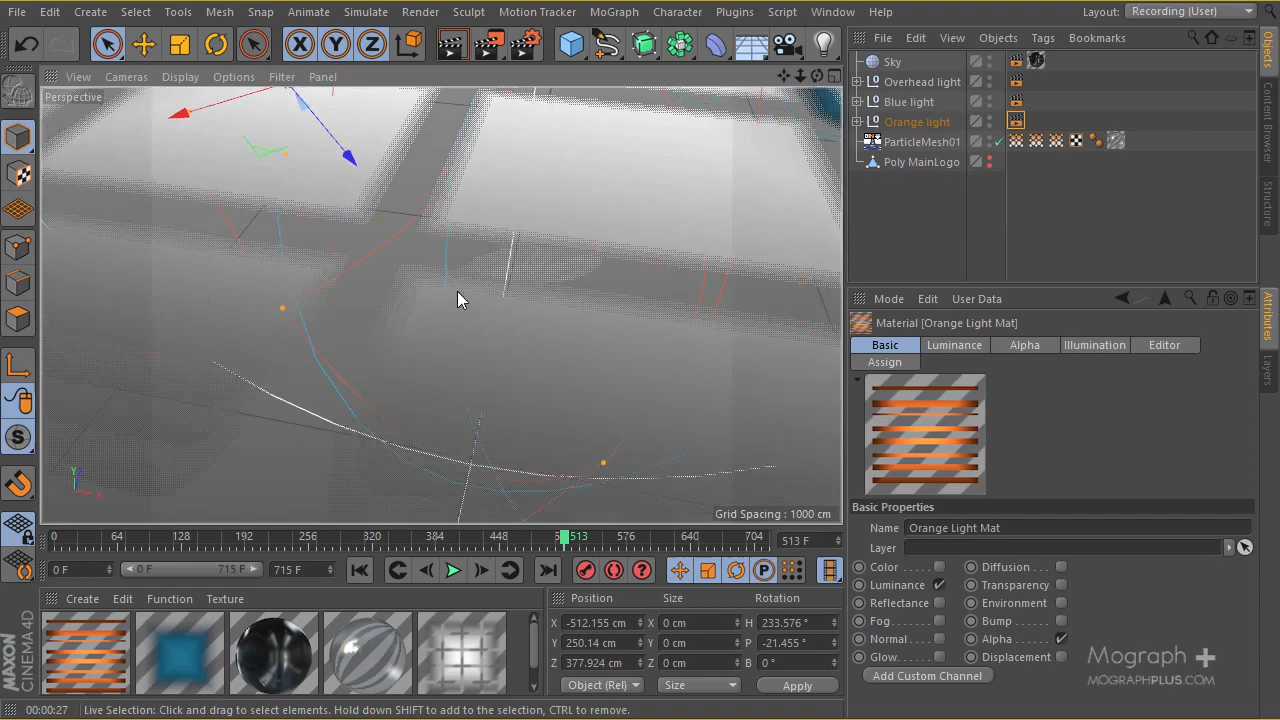 File Edit Create Select Tools Mesh Snap Animate Simulate Render Sculpt Motion Tracker MoGraph Character Plugins Script Window Help Layout: Recording (User)
File Edit View Objects Tags Bookmarks
View Cameras Display Options Filter Panel
Perspective
Sky
Overhead light
Blue light
Orange light
ParticleMesh01
Poly MainLogo
Objects
Content Browser
Structure
Mode Edit User Data
Material [Orange Light Mat]
Basic Luminance Alpha Illumination Editor
Assign
Attributes
Layers
Basic Properties
Name Orange Light Mat
Layer
Color Diffusion
Luminance Transparency
Reflectance Environment
Fog Bump
Normal Alpha
Glow Displacement
Add Custom Channel
Y
X
Grid Spacing : 1000 cm
0 64 128 192 256 320 384 448 513 576 640 704 513 F
0 F 0 F 715 F 715 F
Create Edit Function Texture
Position Size Rotation
X -512.155 cm X 0 cm H 233.576 °
Y 250.14 cm Y 0 cm P -21.455 °
Z 377.924 cm Z 0 cm B 0 °
Object (Rel) Size Apply
MAXON
CINEMA 4D
Mograph +
MOGRAPHPLUS.COM
00:00:27 Live Selection: Click and drag to select elements. Hold down SHIFT to add to the selection, CTRL to remove.